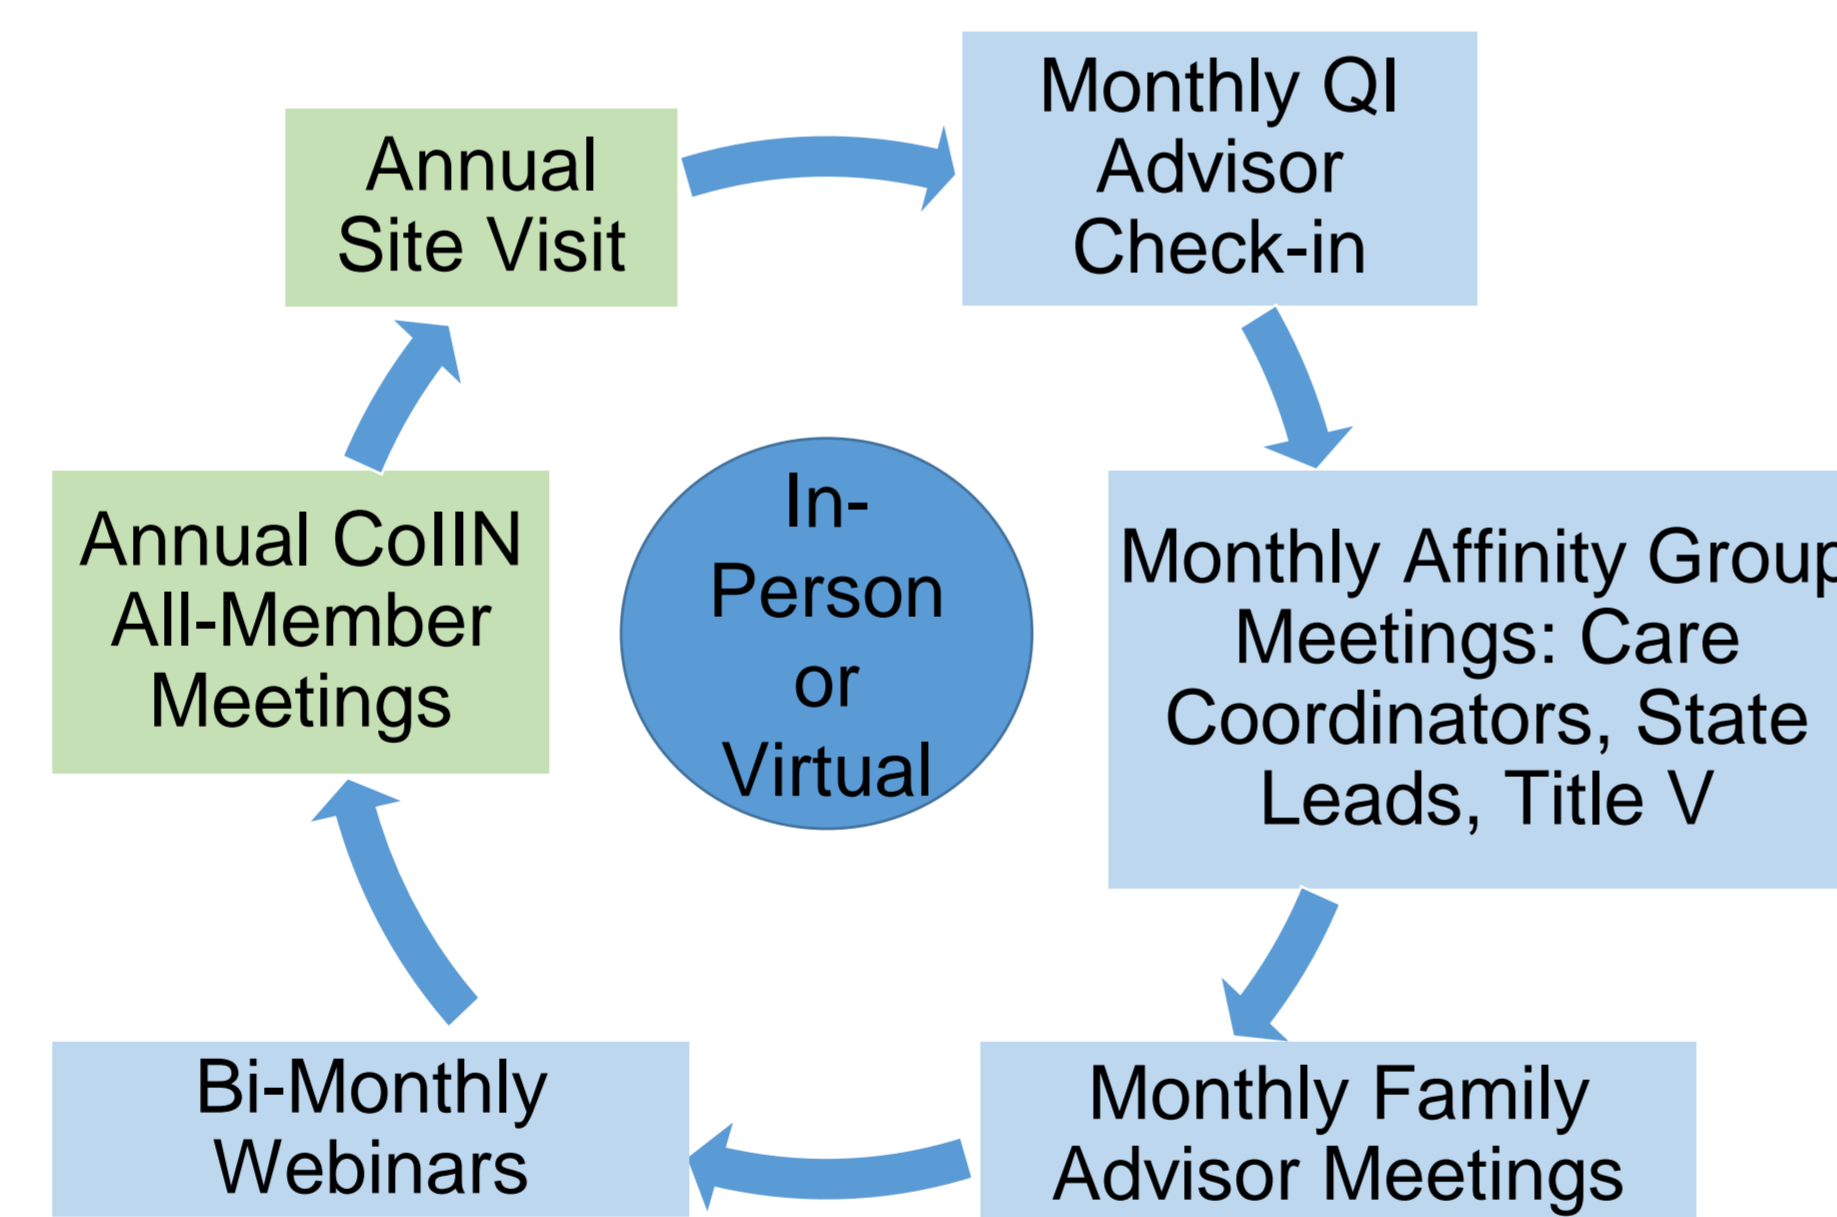 Annual
Site Visit
Monthly QI
Advisor
Check-in
Monthly Affinity Group
Meetings: Care
Coordinators, State
Leads, Title V
Monthly Family
Advisor Meetings
Bi-Monthly
Webinars
Annual CoIIN
All-Member
Meetings
In-
Person
or
Virtual